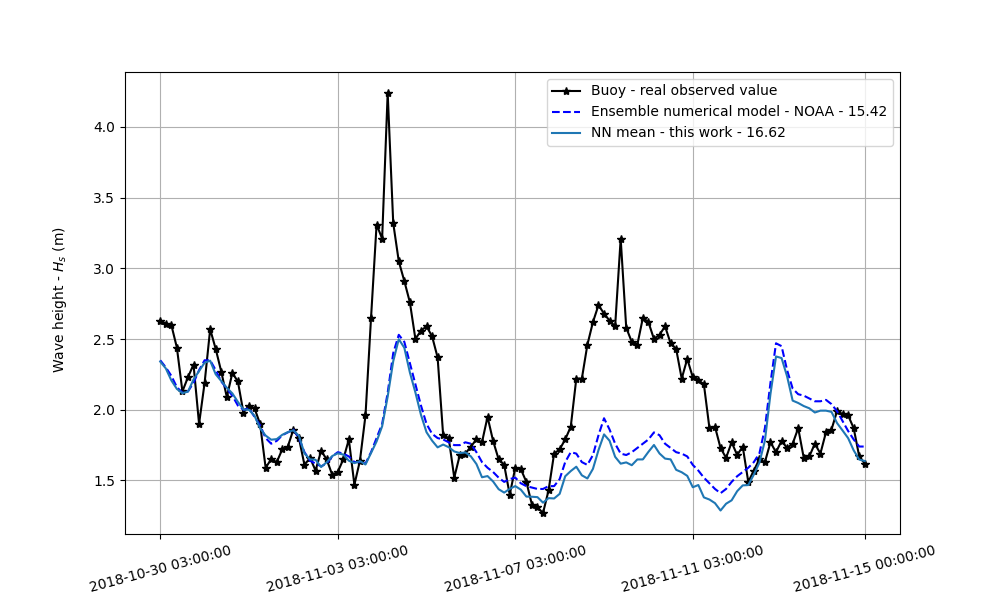 Buoy - real observed value
Ensemble numerical model - NOAA - 15.42
NN mean - this work - 16.62
Wave height - Hs (m)
4.0
3.5
3.0
2.5
2.0
1.5
2018-10-30 03:00:00
2018-11-03 03:00:00
2018-11-07 03:00:00
2018-11-11 03:00:00
2018-11-15 00:00:00